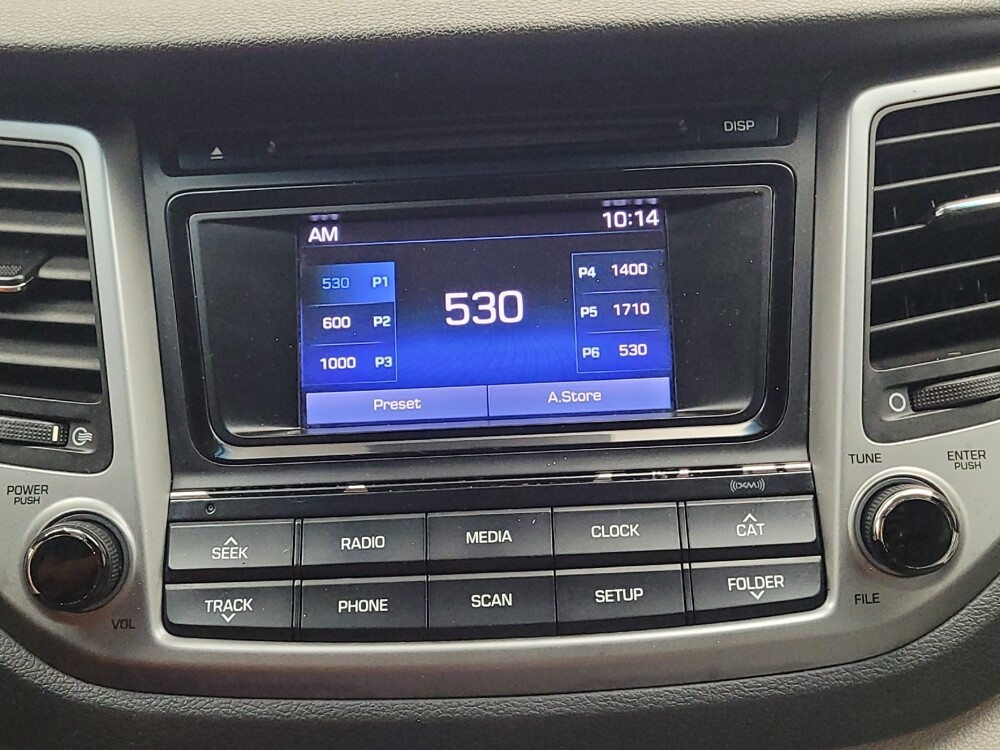 DISP
AM 10:14
530 P1
600 P2
1000 P3
530
P4 1400
P5 1710
P6 530
Preset A.Store
POWER
PUSH
VOL
((XM))
SEEK RADIO MEDIA CLOCK CAT
TRACK PHONE SCAN SETUP FOLDER
TUNE
ENTER
PUSH
FILE